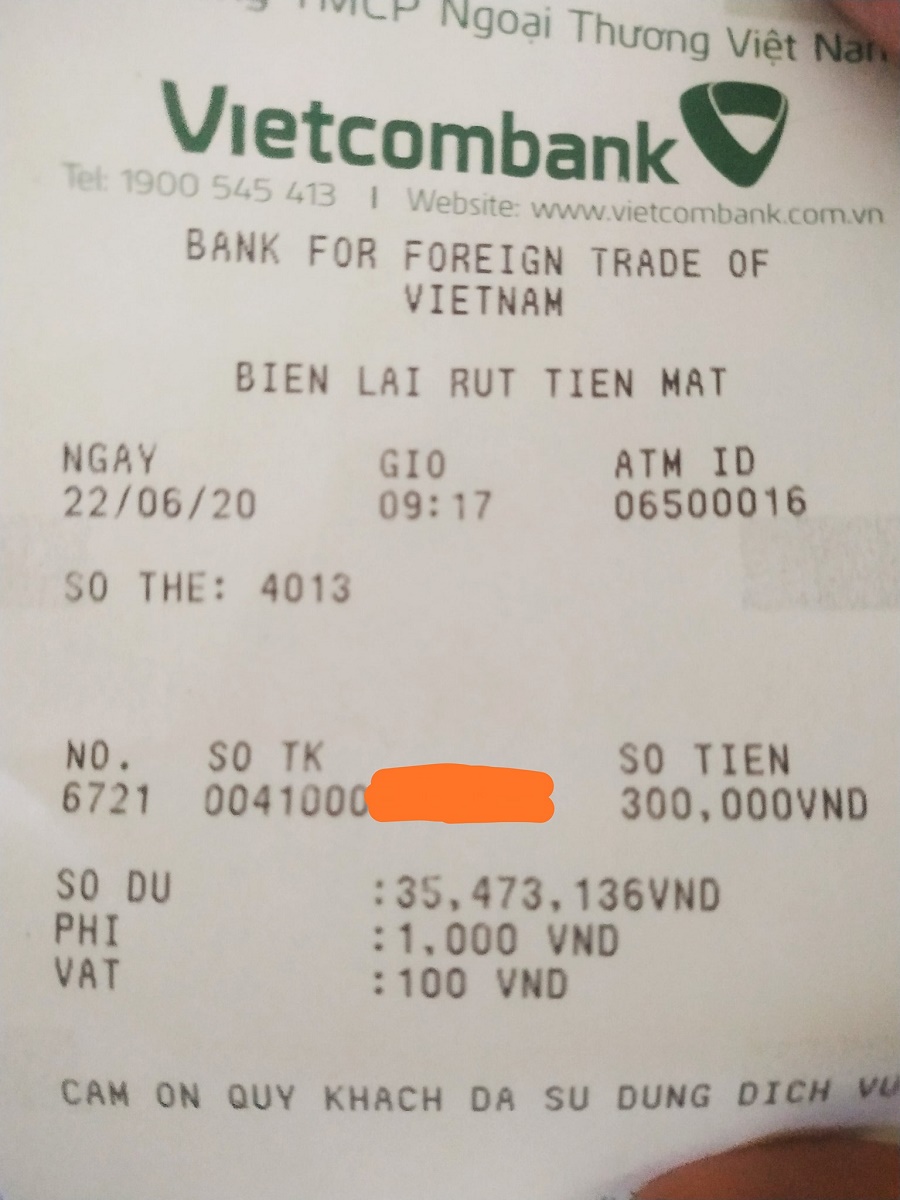 TMCP Ngoại Thương Việt Nam
Vietcombank
Tel: 1900 545 413 | Website: www.vietcombank.com.vn
BANK FOR FOREIGN TRADE OF
VIETNAM
BIEN LAI RUT TIEN MAT
NGAY GIO ATM ID
22/06/20 09:17 06500016
SO THE: 4013
NO. SO TK SO TIEN
6721 0041000 300,000VND
SO DU :35,473,136VND
PHI :1,000 VND
VAT :100 VND
CAM ON QUY KHACH DA SU DUNG DICH VU